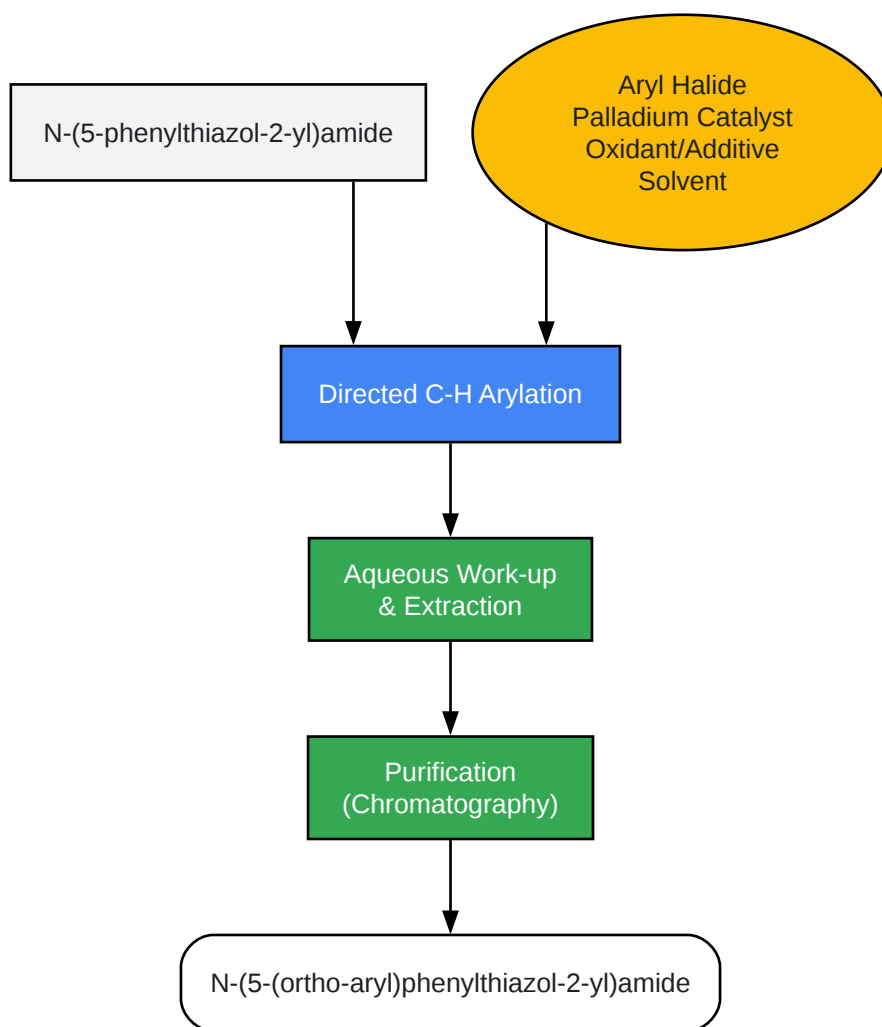 N-(5-phenylthiazol-2-yl)amide
Aryl Halide
Palladium Catalyst
Oxidant/Additive
Solvent
Directed C-H Arylation
Aqueous Work-up
& Extraction
Purification
(Chromatography)
N-(5-(ortho-aryl)phenylthiazol-2-yl)amide